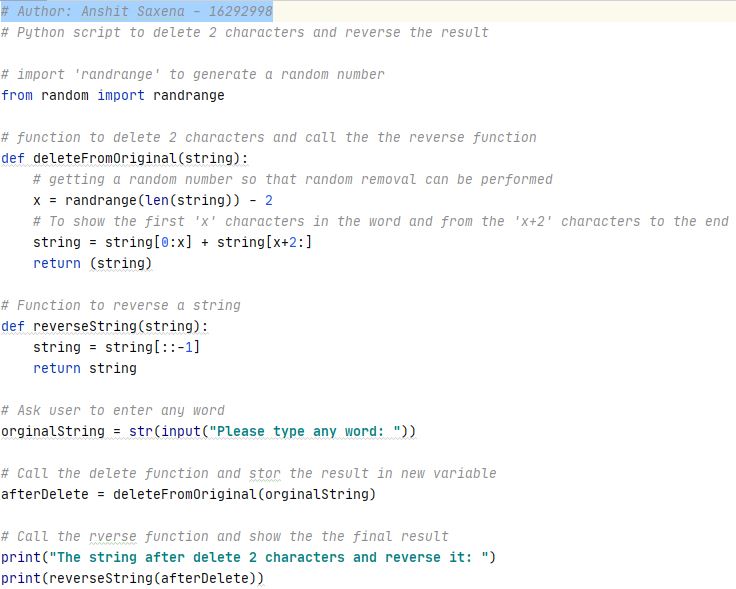 # Author: Anshit Saxena - 16292998
# Python script to delete 2 characters and reverse the result

# import 'randrange' to generate a random number
from random import randrange

# function to delete 2 characters and call the the reverse function
def deleteFromOriginal(string):
    # getting a random number so that random removal can be performed
    x = randrange(len(string)) - 2
    # To show the first 'x' characters in the word and from the 'x+2' characters to the end
    string = string[0:x] + string[x+2:]
    return (string)

# Function to reverse a string
def reverseString(string):
    string = string[::-1]
    return string

# Ask user to enter any word
orginalString = str(input("Please type any word: "))

# Call the delete function and stor the result in new variable
afterDelete = deleteFromOriginal(orginalString)

# Call the rverse function and show the the final result
print("The string after delete 2 characters and reverse it: ")
print(reverseString(afterDelete))